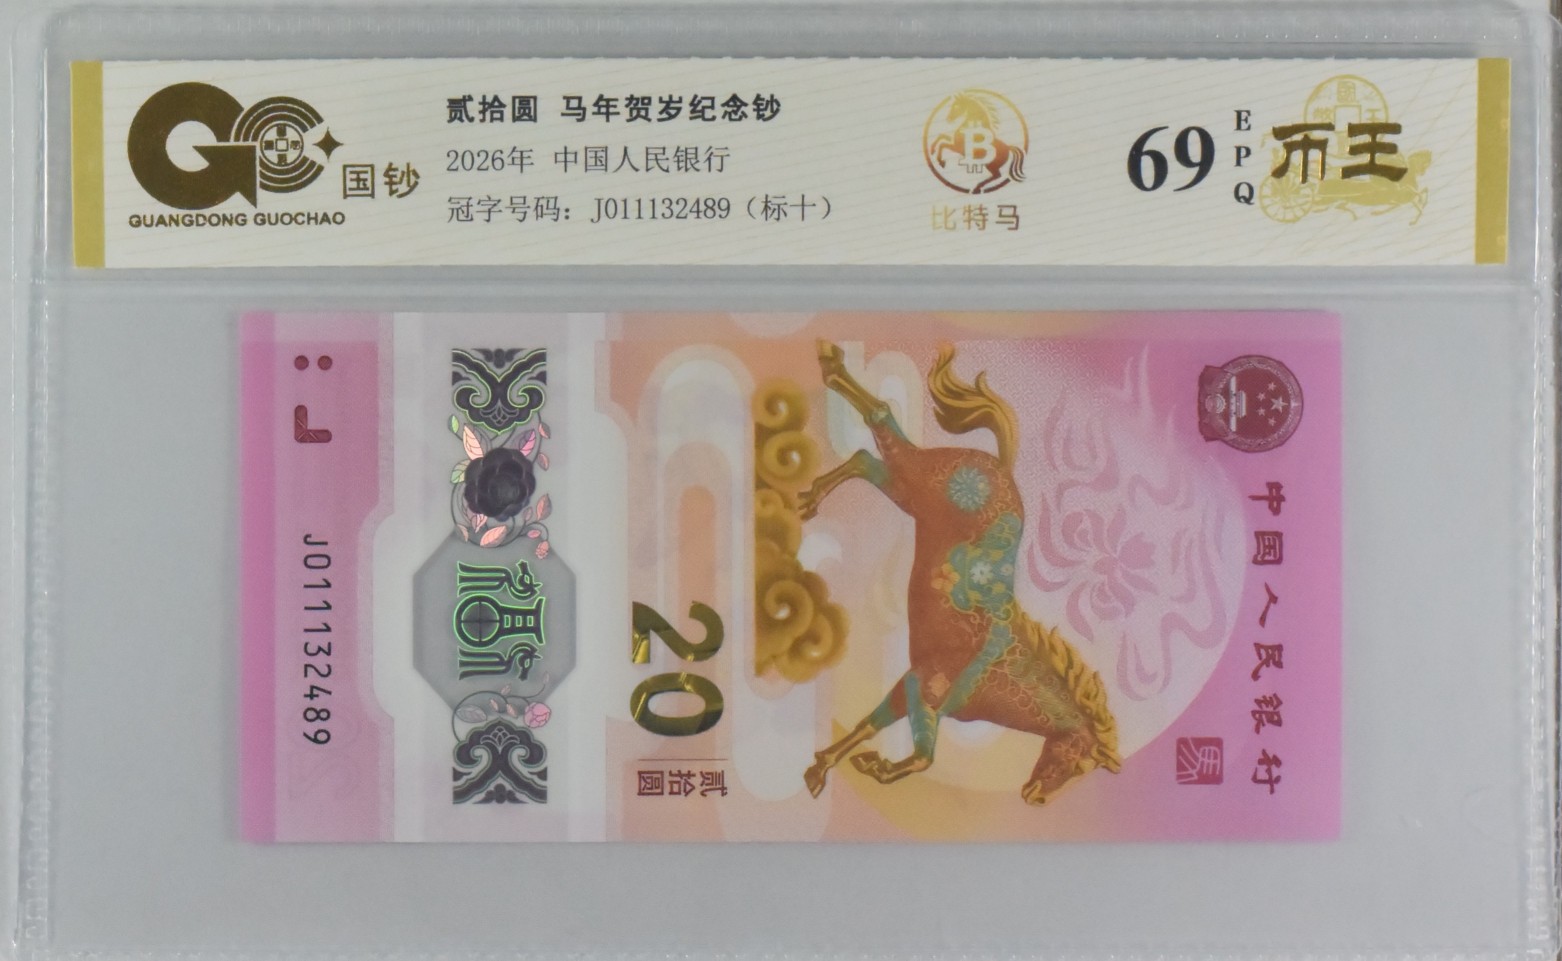 国钞
GUANGDONG GUOCHAO
贰拾圆 马年贺岁纪念钞
2026年 中国人民银行
冠字号码：J011132489（标十）
B
比特马
69
EPQ
币王
J011132489
20
贰拾圆
中国人民银行